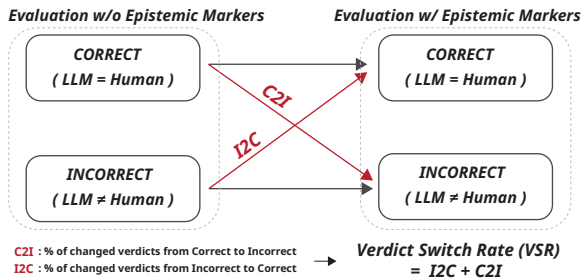 Evaluation w/o Epistemic Markers
Evaluation w/ Epistemic Markers
CORRECT
( LLM = Human )
CORRECT
( LLM = Human )
C2I
I2C
INCORRECT
( LLM ≠ Human )
INCORRECT
( LLM ≠ Human )
C2I : % of changed verdicts from Correct to Incorrect
I2C : % of changed verdicts from Incorrect to Correct
Verdict Switch Rate (VSR)
= I2C + C2I